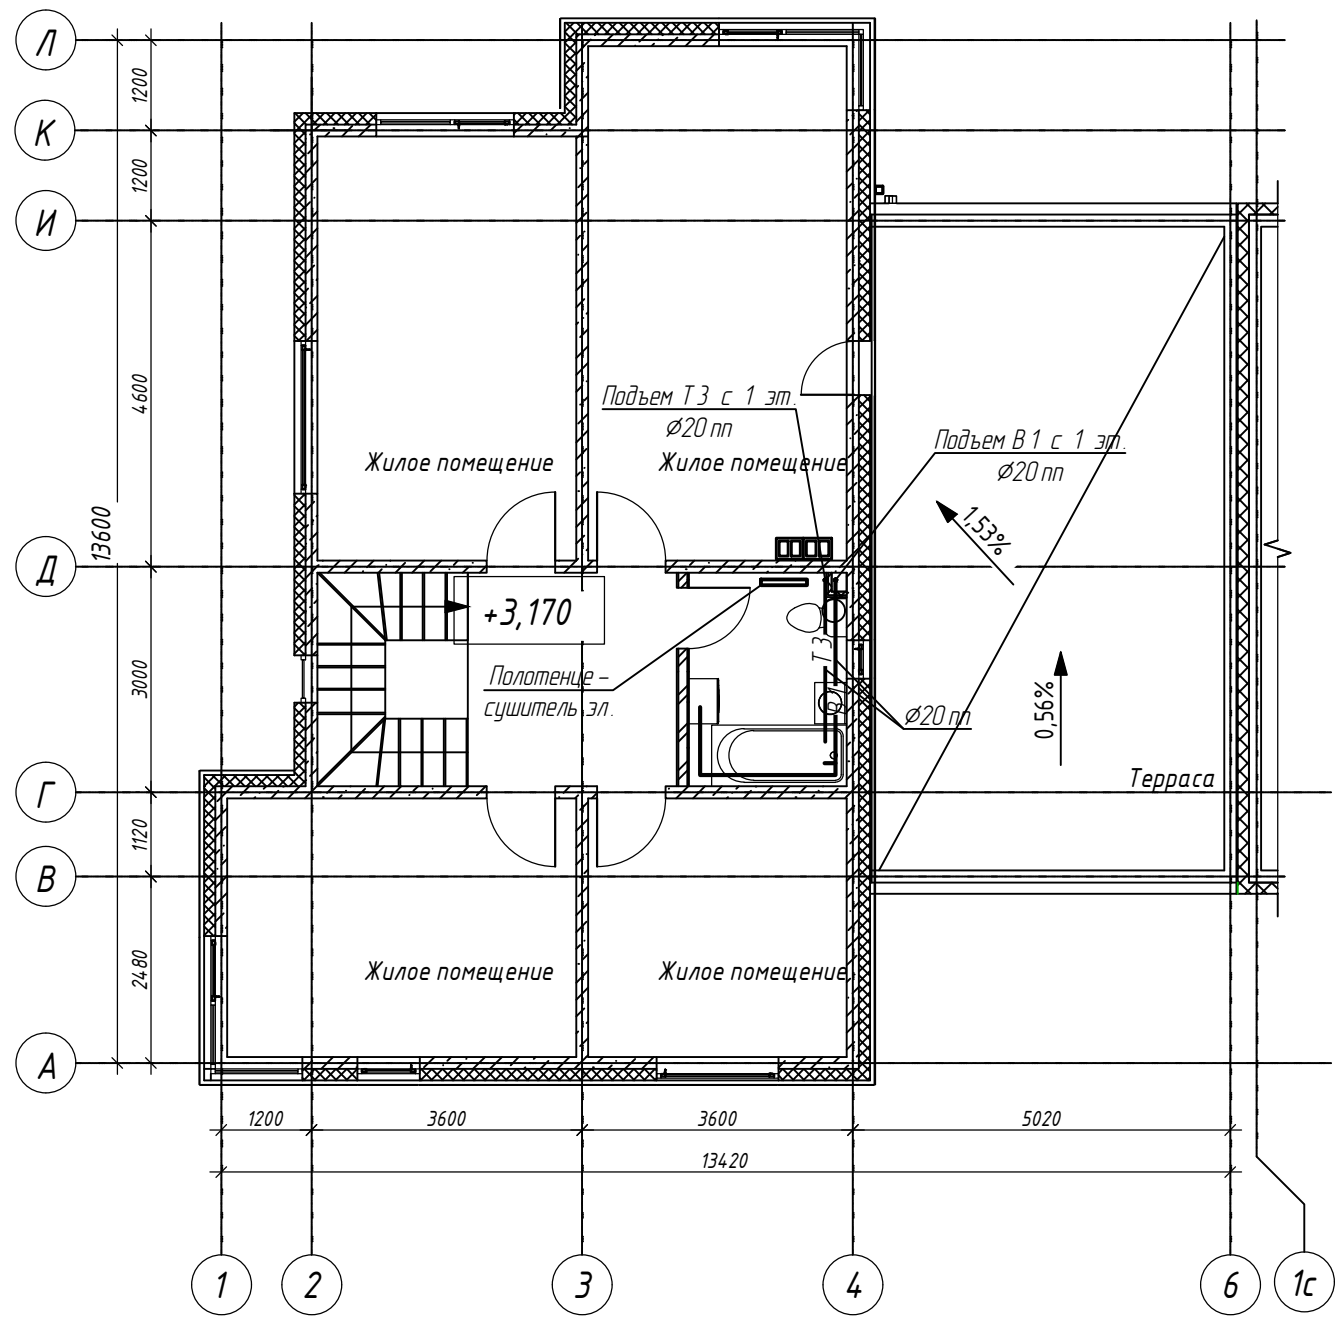 Л
1200
К
1200
И
4600
Подъем Т3 с 1 эт.
Ø20 пп
Подъем В1 с 1 эт.
Ø20 пп
Жилое помещение
Жилое помещение
1,53%
13600
Д
+3,170
Т3
3000
Полотенце-
сушитель эл.
В1
Ø20 пп
0,56%
Терраса
Г
1120
В
2480
Жилое помещение
Жилое помещение
А
1200
3600
3600
5020
13420
1
2
3
4
6
1с